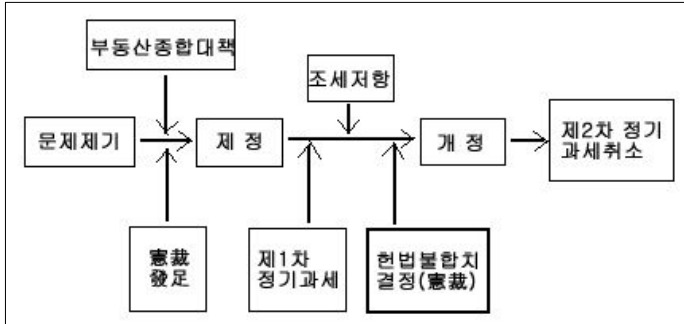 부동산종합대책
조세저항
문제제기
제 정
개 정
제2차 정기
과세취소
憲裁
發足
제1차
정기과세
헌법불합치
결정(憲裁)